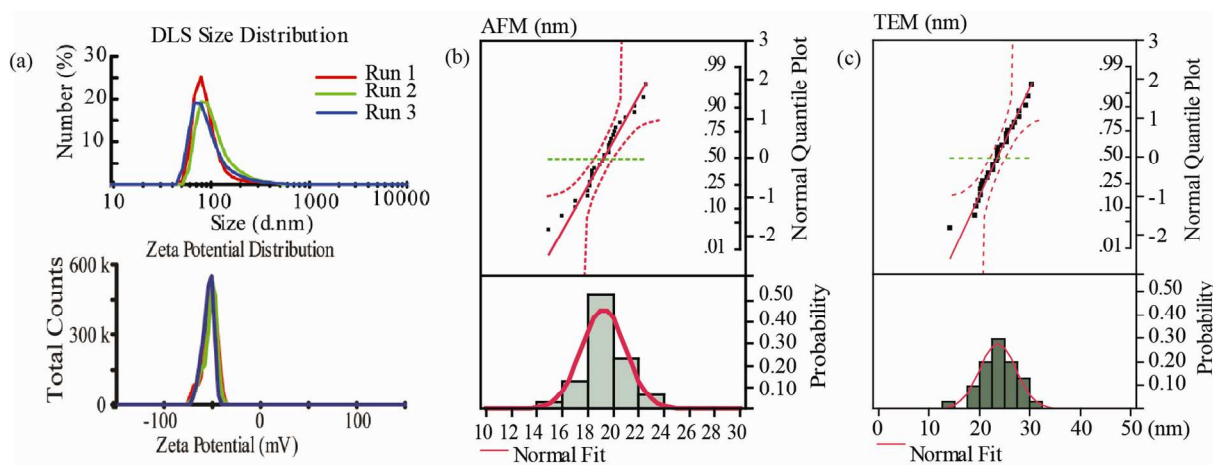 (a)
DLS Size Distribution
Number (%)
30
20
10
Run 1
Run 2
Run 3
10 100 1000 10000
Size (d.nm)
Zeta Potential Distribution
Total Counts
600 k
300 k
0
-100 0 100
Zeta Potential (mV)
(b)
AFM (nm)
.99
.90
.75
.50
.25
.10
.01
3
2
1
0
-1
-2
Normal Quantile Plot
0.50
0.40
0.30
0.20
0.10
Probability
10 12 14 16 18 20 22 24 26 28 30
Normal Fit
(c)
TEM (nm)
.99
.90
.75
.50
.25
.10
.01
3
2
1
0
-1
-2
Normal Quantile Plot
0.50
0.40
0.30
0.20
0.10
Probability
0 10 20 30 40 50
(nm)
Normal Fit